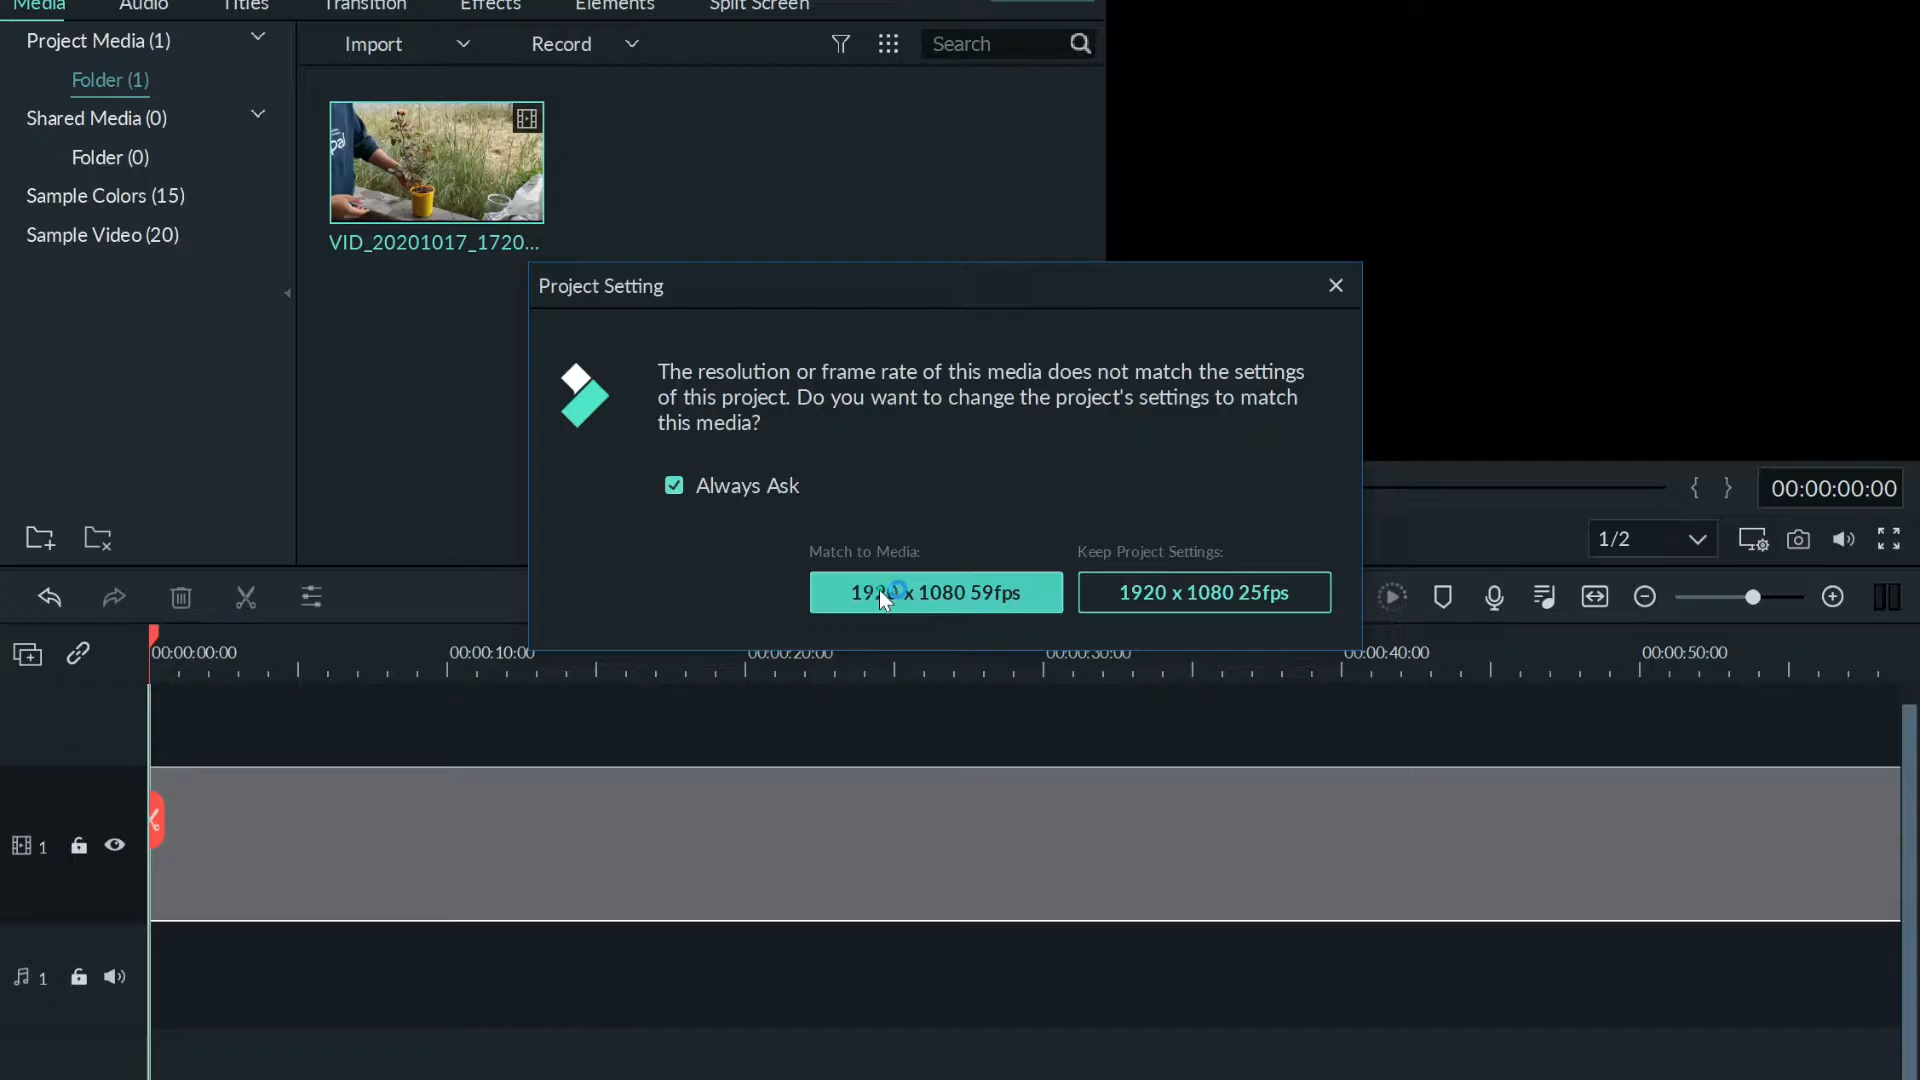 Media
Audio
Titles
Transition
Effects
Elements
Split Screen
Project Media (1)
Folder (1)
Shared Media (0)
Folder (0)
Sample Colors (15)
Sample Video (20)
Import
Record
Search
pal
VID_20201017_1720...
Project Setting
The resolution or frame rate of this media does not match the settings
of this project. Do you want to change the project's settings to match
this media?
Always Ask
Match to Media:
Keep Project Settings:
1920 x 1080 59fps
1920 x 1080 25fps
{ }
00:00:00:00
1/2
00:00:00:00
00:00:10:00
00:00:20:00
00:00:30:00
00:00:40:00
00:00:50:00
1
1